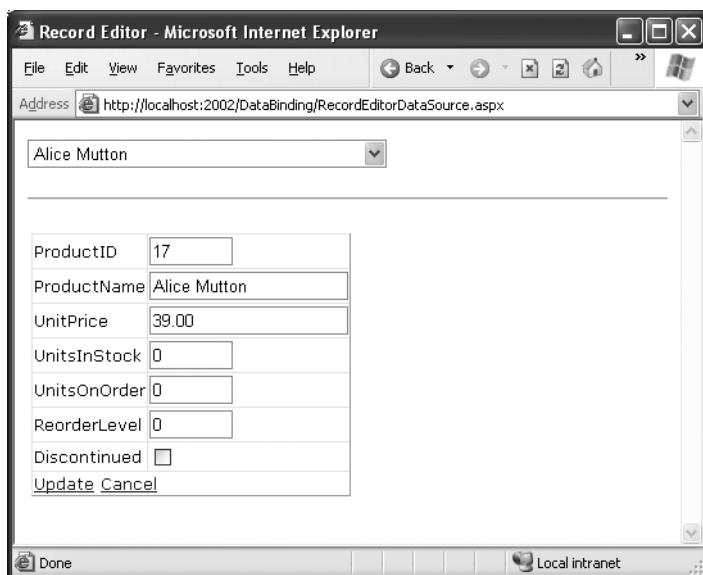 Record Editor - Microsoft Internet Explorer
File Edit View Favorites Tools Help Back »
Address http://localhost:2002/DataBinding/RecordEditorDataSource.aspx
Alice Mutton
ProductID 17
ProductName Alice Mutton
UnitPrice 39.00
UnitsInStock 0
UnitsOnOrder 0
ReorderLevel 0
Discontinued
Update Cancel
Done Local intranet